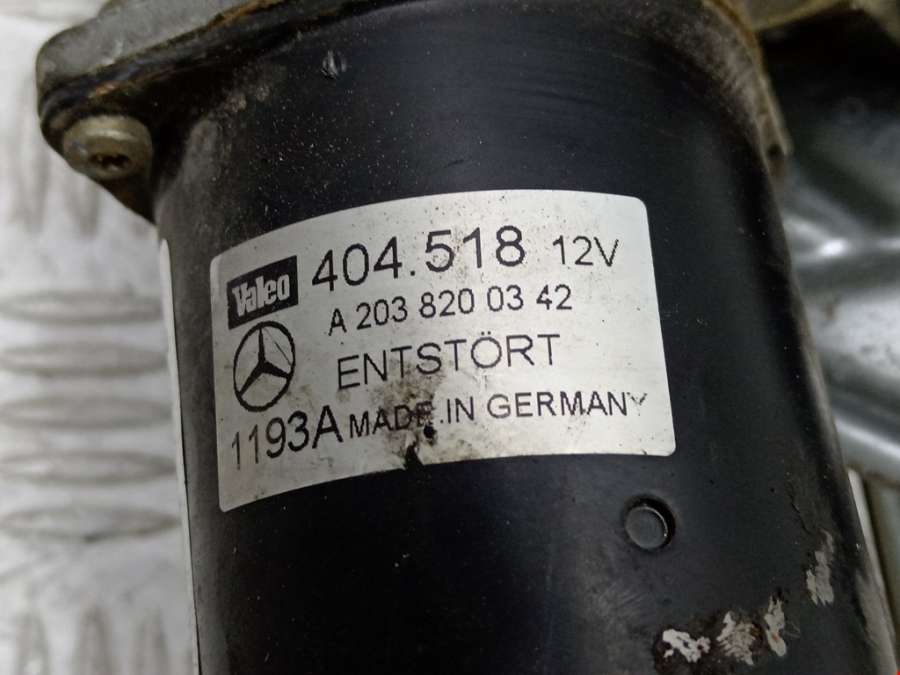 Valeo 404.518 12V
A 203 820 03 42
ENTSTÖRT
1193A MADE IN GERMANY